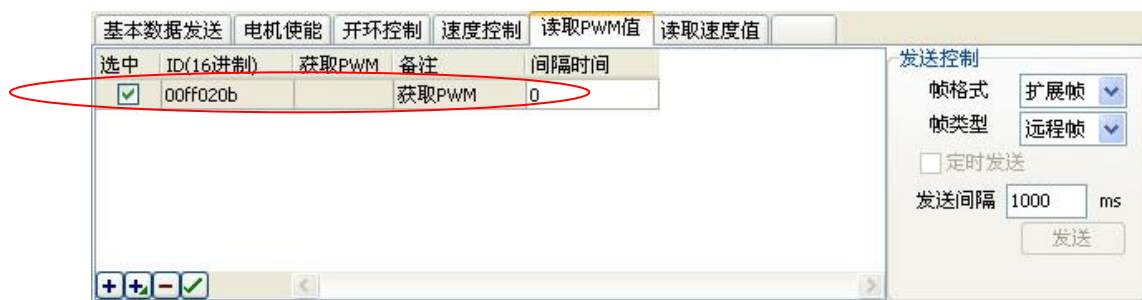 基本数据发送 电机使能 开环控制 速度控制 读取PWM值 读取速度值
选中 ID(16进制) 获取PWM 备注 间隔时间
00ff020b 获取PWM 0
发送控制
帧格式 扩展帧
帧类型 远程帧
定时发送
发送间隔 1000 ms
发送